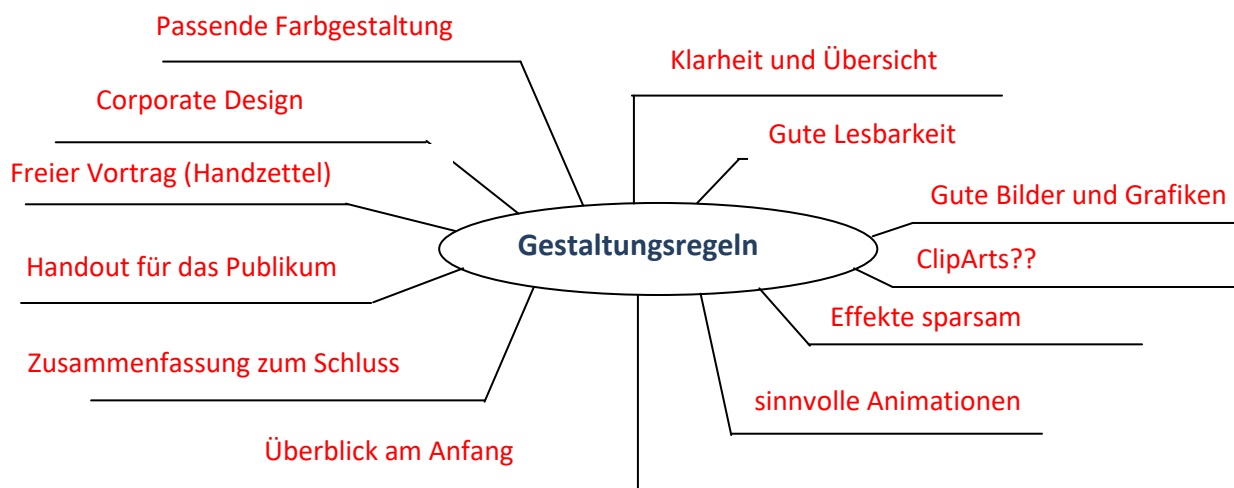 Passende Farbgestaltung
Klarheit und Übersicht
Corporate Design
Gute Lesbarkeit
Freier Vortrag (Handzettel)
Gute Bilder und Grafiken
Gestaltungsregeln
Handout für das Publikum
ClipArts??
Effekte sparsam
Zusammenfassung zum Schluss
sinnvolle Animationen
Überblick am Anfang